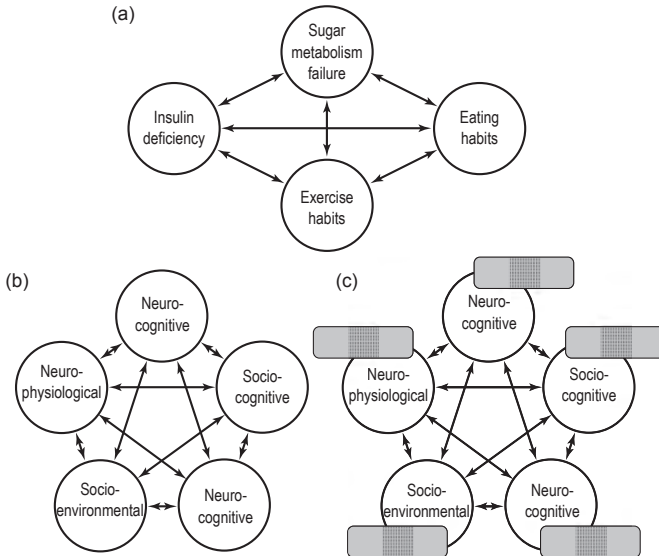 (a)
Sugar
metabolism
failure
Insulin
deficiency
Eating
habits
Exercise
habits
(b)
Neuro-
cognitive
Neuro-
physiological
Socio-
cognitive
Socio-
environmental
Neuro-
cognitive
(c)
Neuro-
cognitive
Neuro-
physiological
Socio-
cognitive
Socio-
environmental
Neuro-
cognitive